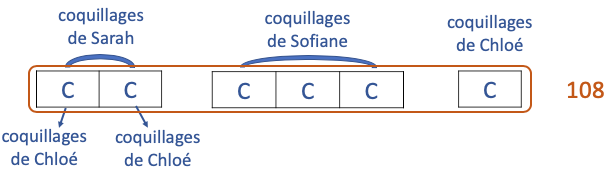 coquillages
de Sarah
coquillages
de Sofiane
coquillages
de Chloé
C C C C C C 108
coquillages
de Chloé
coquillages
de Chloé